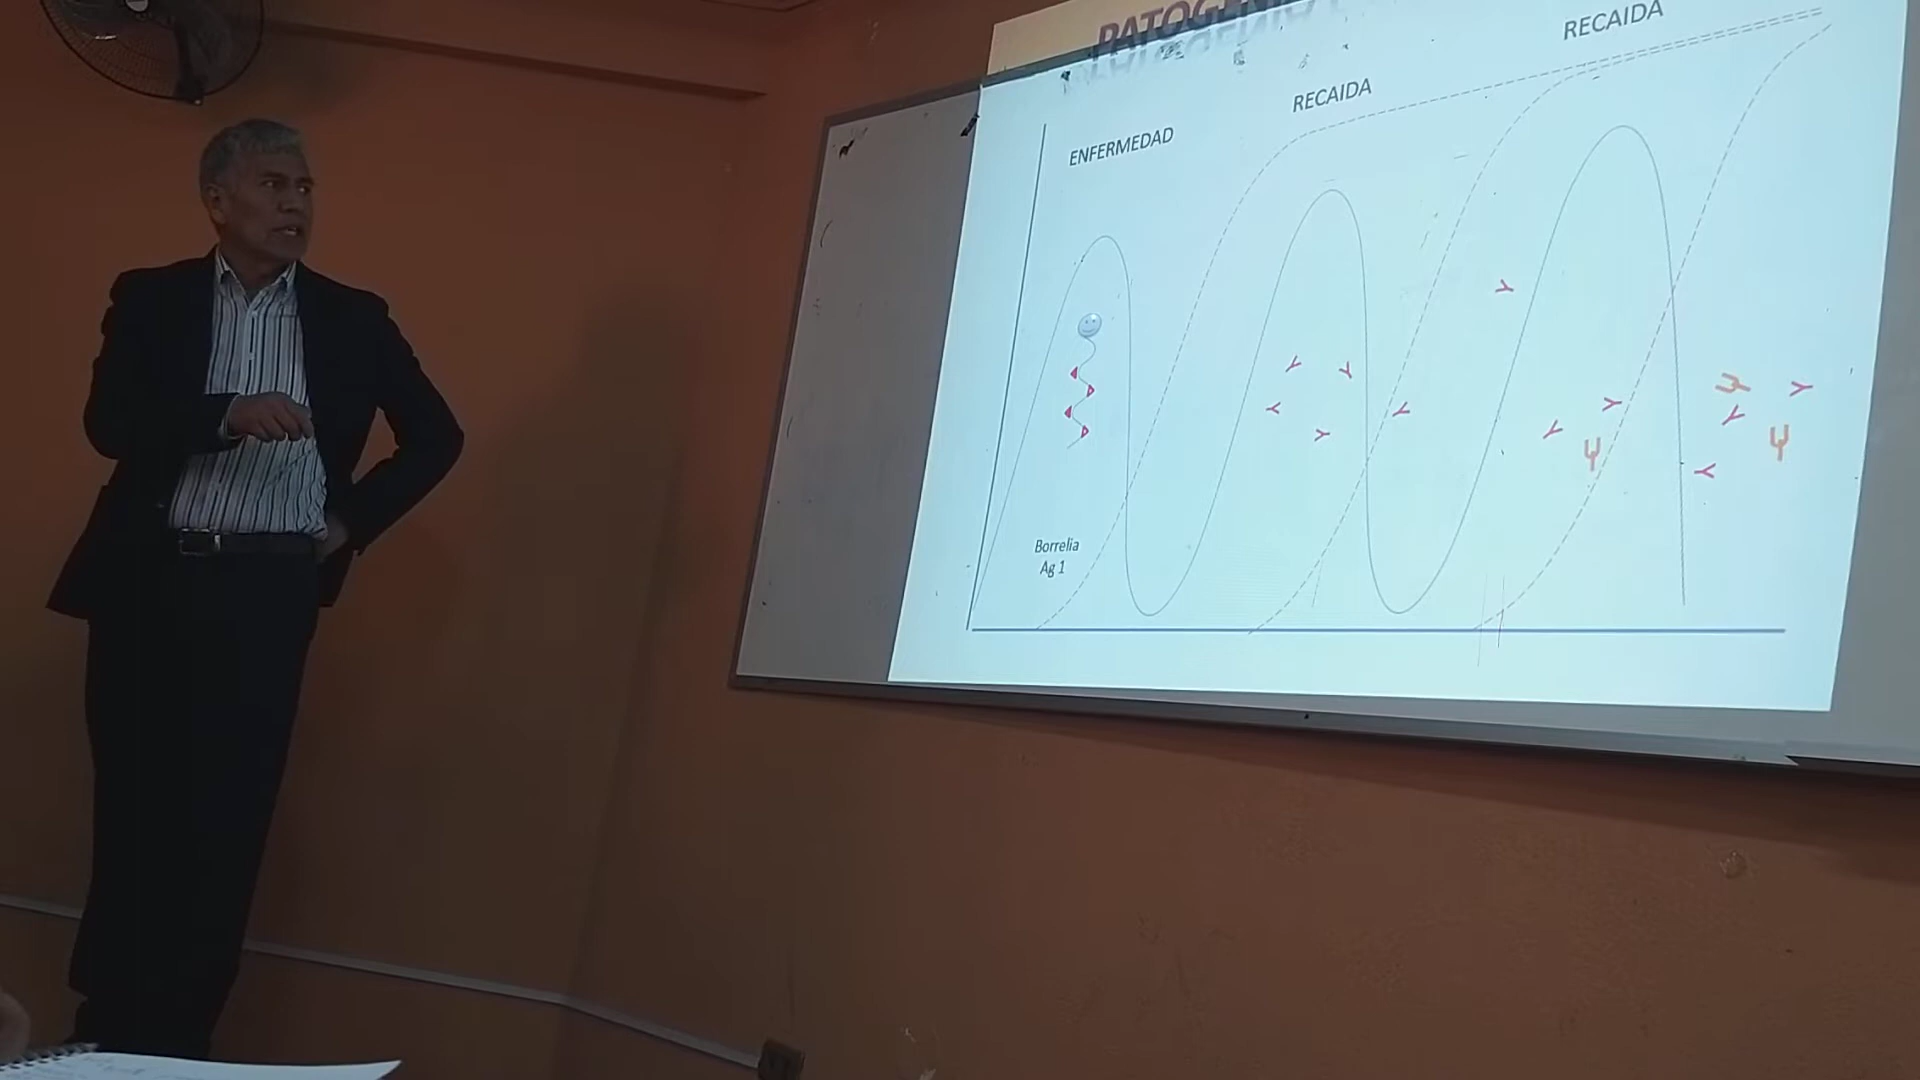 RECAIDA
RECAIDA
ENFERMEDAD
Borrelia
Ag 1